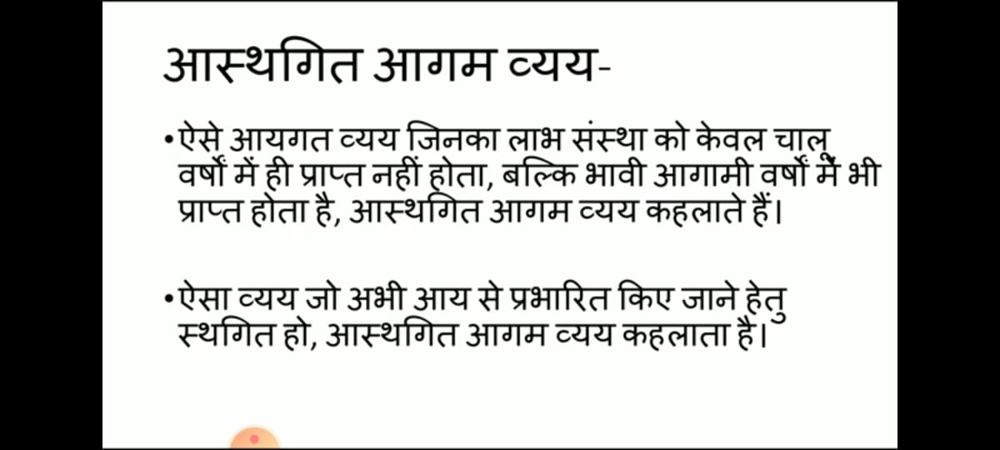 आस्थगित आगम व्यय-
•ऐसे आयगत व्यय जिनका लाभ संस्था को केवल चालू
वर्षों में ही प्राप्त नहीं होता, बल्कि भावी आगामी वर्षों में भी
प्राप्त होता है, आस्थगित आगम व्यय कहलाते हैं।
•ऐसा व्यय जो अभी आय से प्रभारित किए जाने हेतु
स्थगित हो, आस्थगित आगम व्यय कहलाता है।